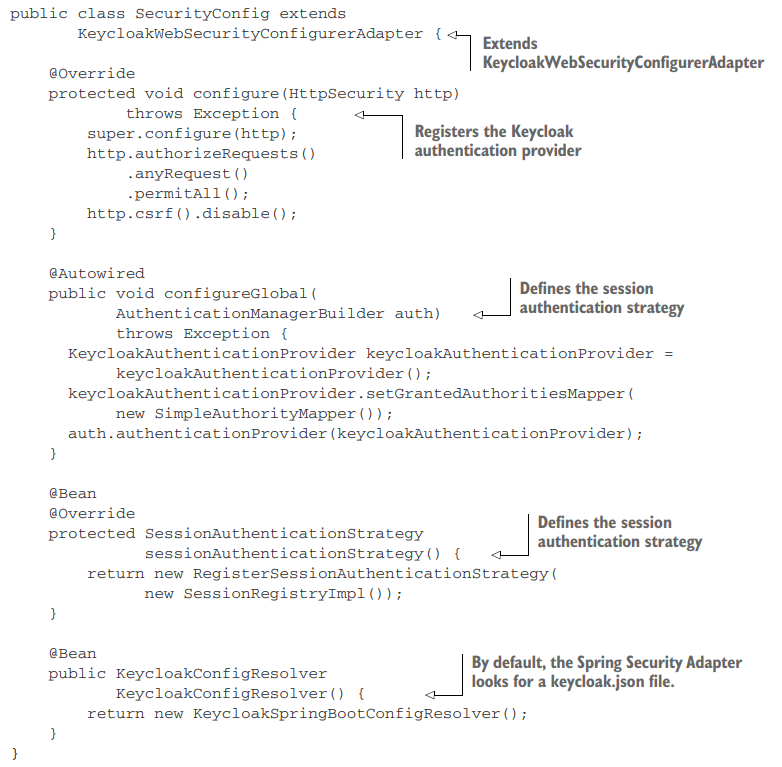 public class SecurityConfig extends
KeycloakWebSecurityConfigurerAdapter {
Extends
KeycloakWebSecurityConfigurerAdapter
@Override
protected void configure(HttpSecurity http)
throws Exception {
Registers the Keycloak
authentication provider
super.configure(http);
http.authorizeRequests()
.anyRequest()
.permitAll();
http.csrf().disable();
}
@Autowired
public void configureGlobal(
AuthenticationManagerBuilder auth)
Defines the session
authentication strategy
throws Exception {
KeycloakAuthenticationProvider keycloakAuthenticationProvider =
keycloakAuthenticationProvider();
keycloakAuthenticationProvider.setGrantedAuthoritiesMapper(
new SimpleAuthorityMapper());
auth.authenticationProvider(keycloakAuthenticationProvider);
}
@Bean
@Override
protected SessionAuthenticationStrategy
sessionAuthenticationStrategy() {
Defines the session
authentication strategy
return new RegisterSessionAuthenticationStrategy(
new SessionRegistryImpl());
}
@Bean
public KeycloakConfigResolver
KeycloakConfigResolver() {
By default, the Spring Security Adapter
looks for a keycloak.json file.
return new KeycloakSpringBootConfigResolver();
}
}